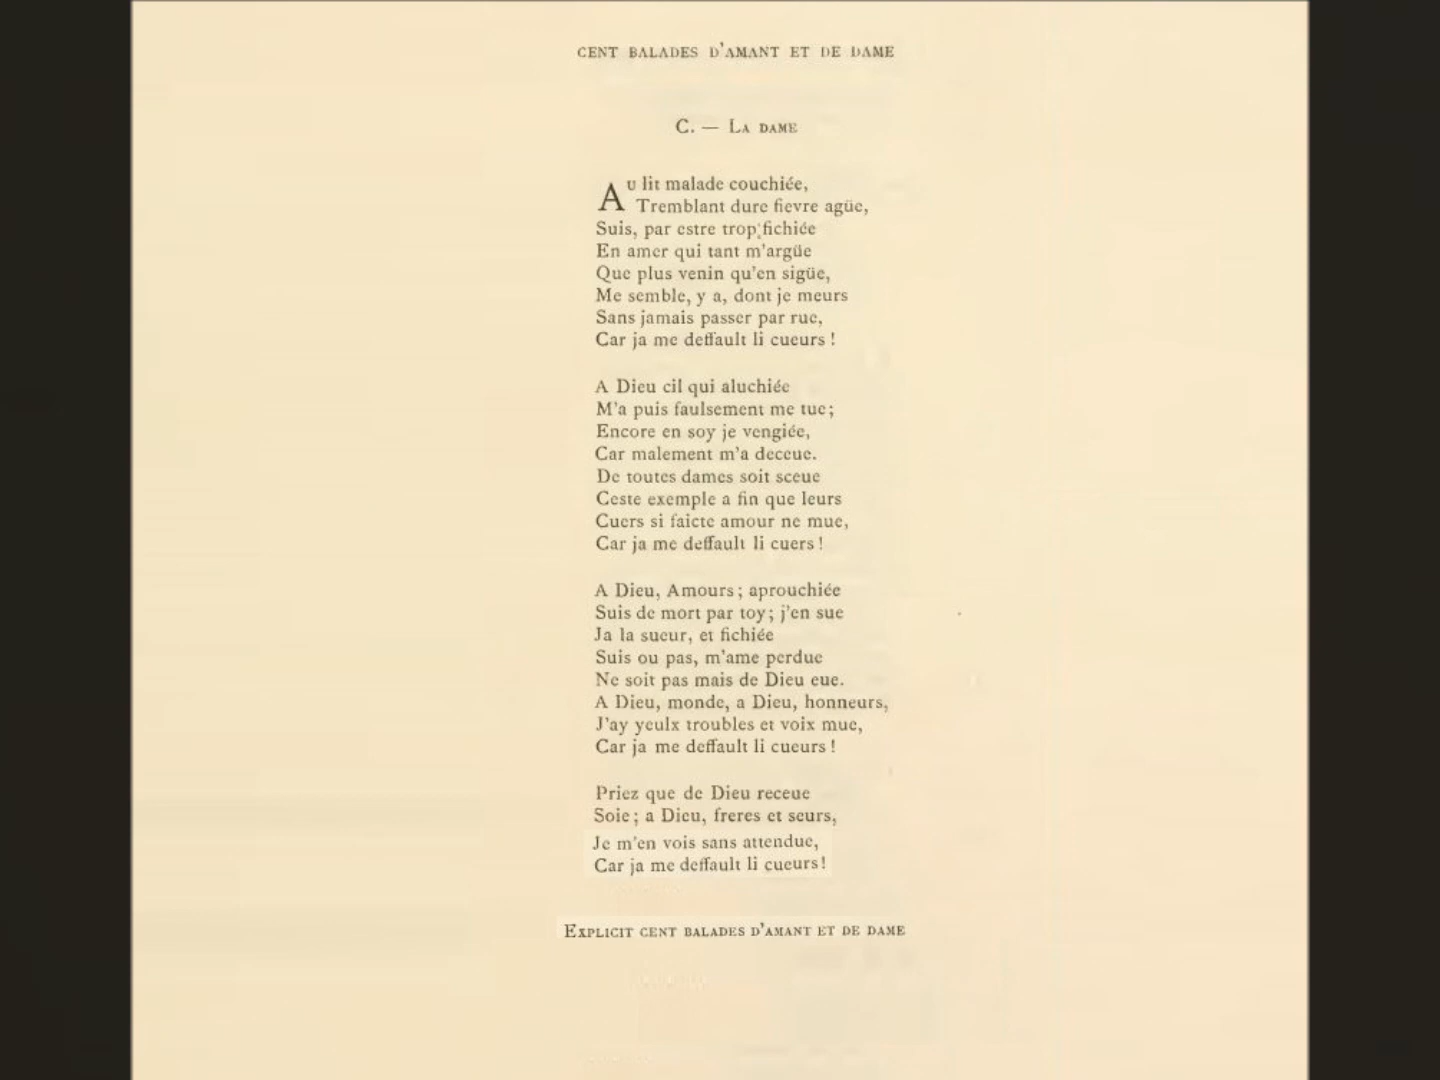 CENT BALADES D'AMANT ET DE DAME
C. — LA DAME
Au lit malade couchiée,
Tremblant dure fievre agüe,
Suis, par estre trop fichiée
En amer qui tant m'argüe
Que plus venin qu'en sigüe,
Me semble, y a, dont je meurs
Sans jamais passer par rue,
Car ja me deffault li cueurs !
A Dieu cil qui aluchiée
M'a puis faulsement me tue;
Encore en soy je vengiée,
Car malement m'a deceue.
De toutes dames soit sceue
Ceste exemple a fin que leurs
Cuers si faicte amour ne mue,
Car ja me deffault li cuers !
A Dieu, Amours ; aprouchiée
Suis de mort par toy; j'en sue
Ja la sueur, et fichiée
Suis ou pas, m'ame perdue
Ne soit pas mais de Dieu eue.
A Dieu, monde, a Dieu, honneurs,
J'ay yeulx troubles et voix mue,
Car ja me deffault li cueurs !
Priez que de Dieu receue
Soie; a Dieu, freres et seurs,
Je m'en vois sans attendue,
Car ja me deffault li cueurs!
EXPLICIT CENT BALADES D'AMANT ET DE DAME